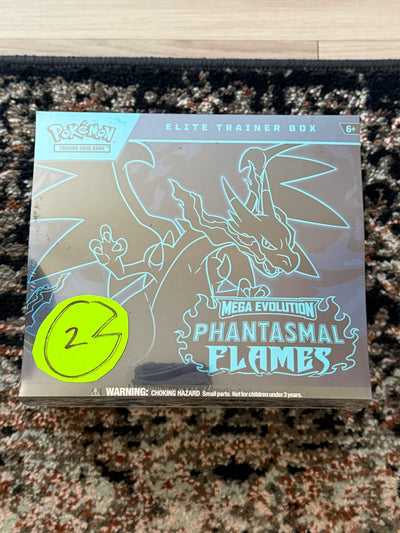 Pokémon
TRADING CARD GAME
ELITE TRAINER BOX
6+
MEGA EVOLUTION
PHANTASMAL
FLAMES
2
WARNING: CHOKING HAZARD Small parts. Not for children under 3 years.